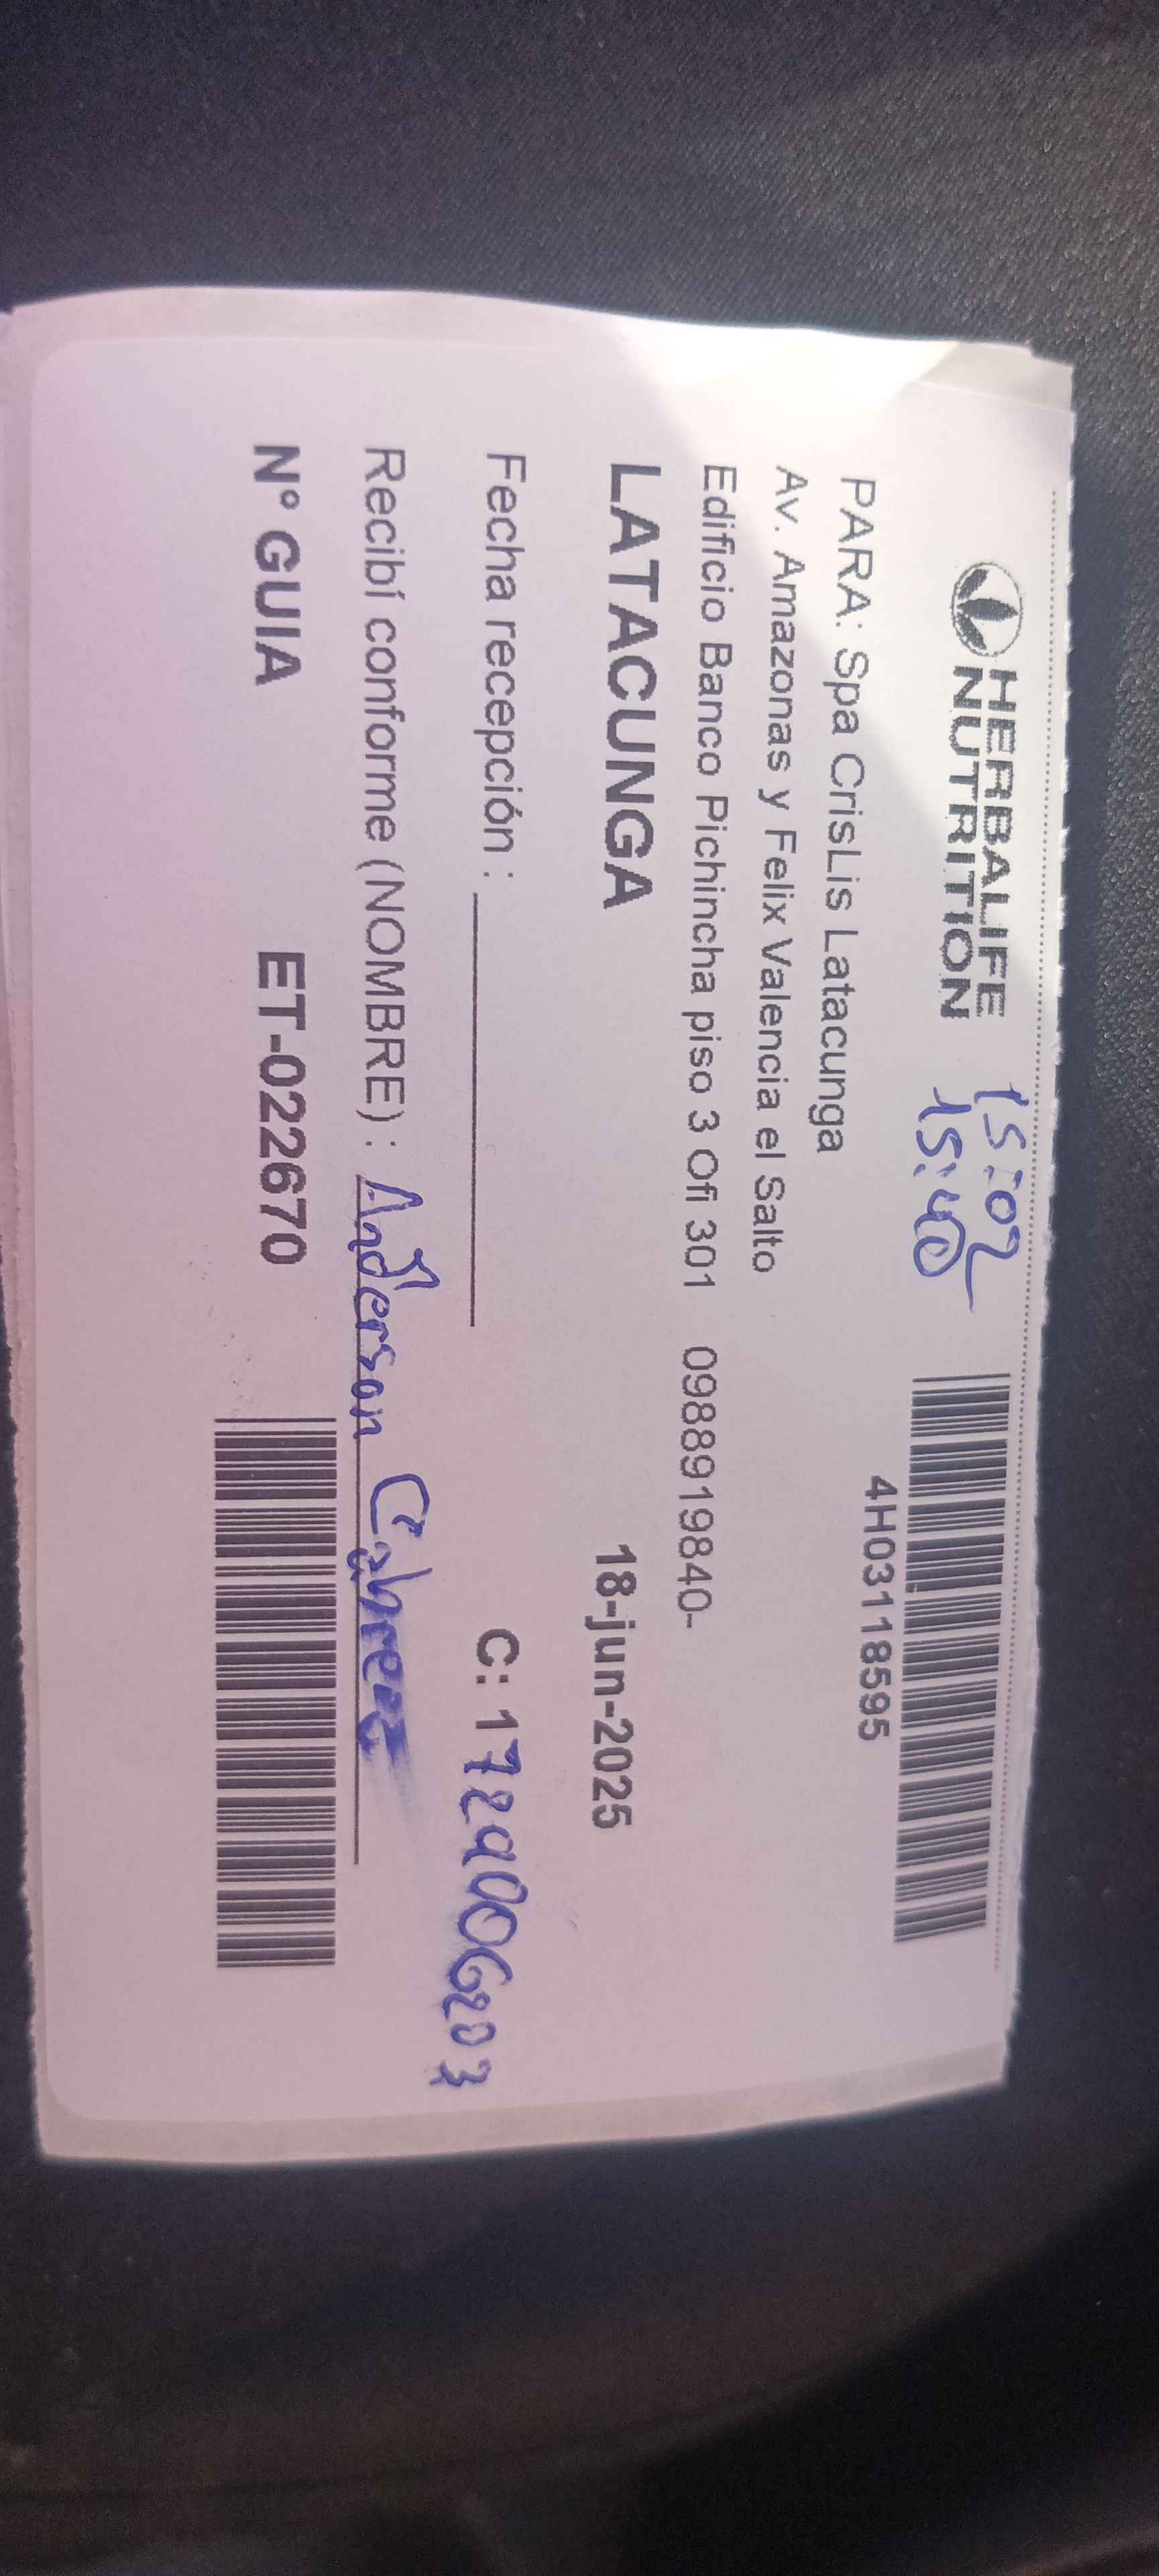 HERBALIFE
NUTRITION
15:02
15:40
4H03118595
PARA: Spa CrisLis Latacunga
Av. Amazonas y Felix Valencia el Salto
Edificio Banco Pichincha piso 3 Ofi 301 0988919840-
LATACUNGA 18-jun-2025
Fecha recepción : C: 1729006203
Recibí conforme (NOMBRE) : Anderson Cabrera
N° GUIA ET-022670